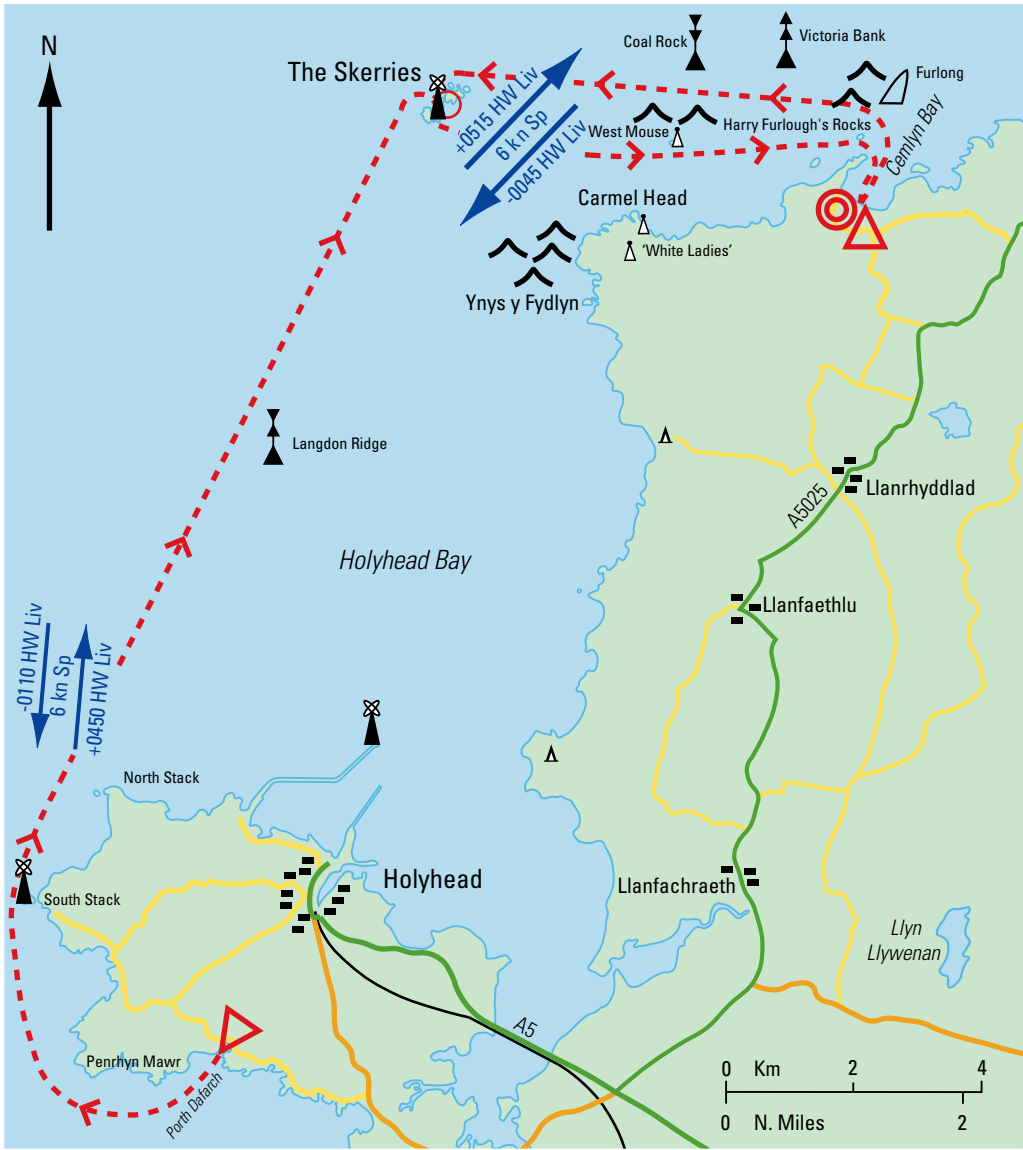 N
Coal Rock
Victoria Bank
The Skerries
Furlong
+0515 HW Liv
6 kn Sp
-0045 HW Liv
West Mouse
Harry Furlough's Rocks
Cemlyn Bay
Carmel Head
'White Ladies'
Ynys y Fydlyn
Langdon Ridge
Llanrhyddlad
A5025
Holyhead Bay
Llanfaethlu
-0110 HW Liv
6 kn Sp
+0450 HW Liv
North Stack
South Stack
Holyhead
Llanfachraeth
Llyn
Llywenan
A5
Penrhyn Mawr
Porth Dafarch
0 Km 2 4
0 N. Miles 2